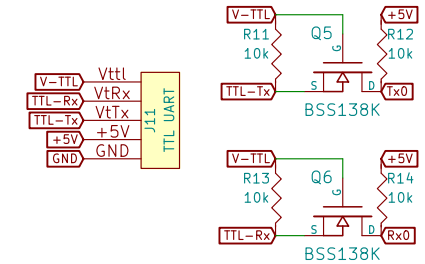 V-TTL
+5V
R11
Q5
R12
10k
G
10k
TTL-Tx
S
D
Tx0
BSS138K
V-TTL
Vttl
TTL-Rx
VtRx
TTL-Tx
VtTx
+5V
+5V
GND
GND
J11
TTL UART
V-TTL
+5V
R13
Q6
R14
10k
G
10k
TTL-Rx
S
D
Rx0
BSS138K